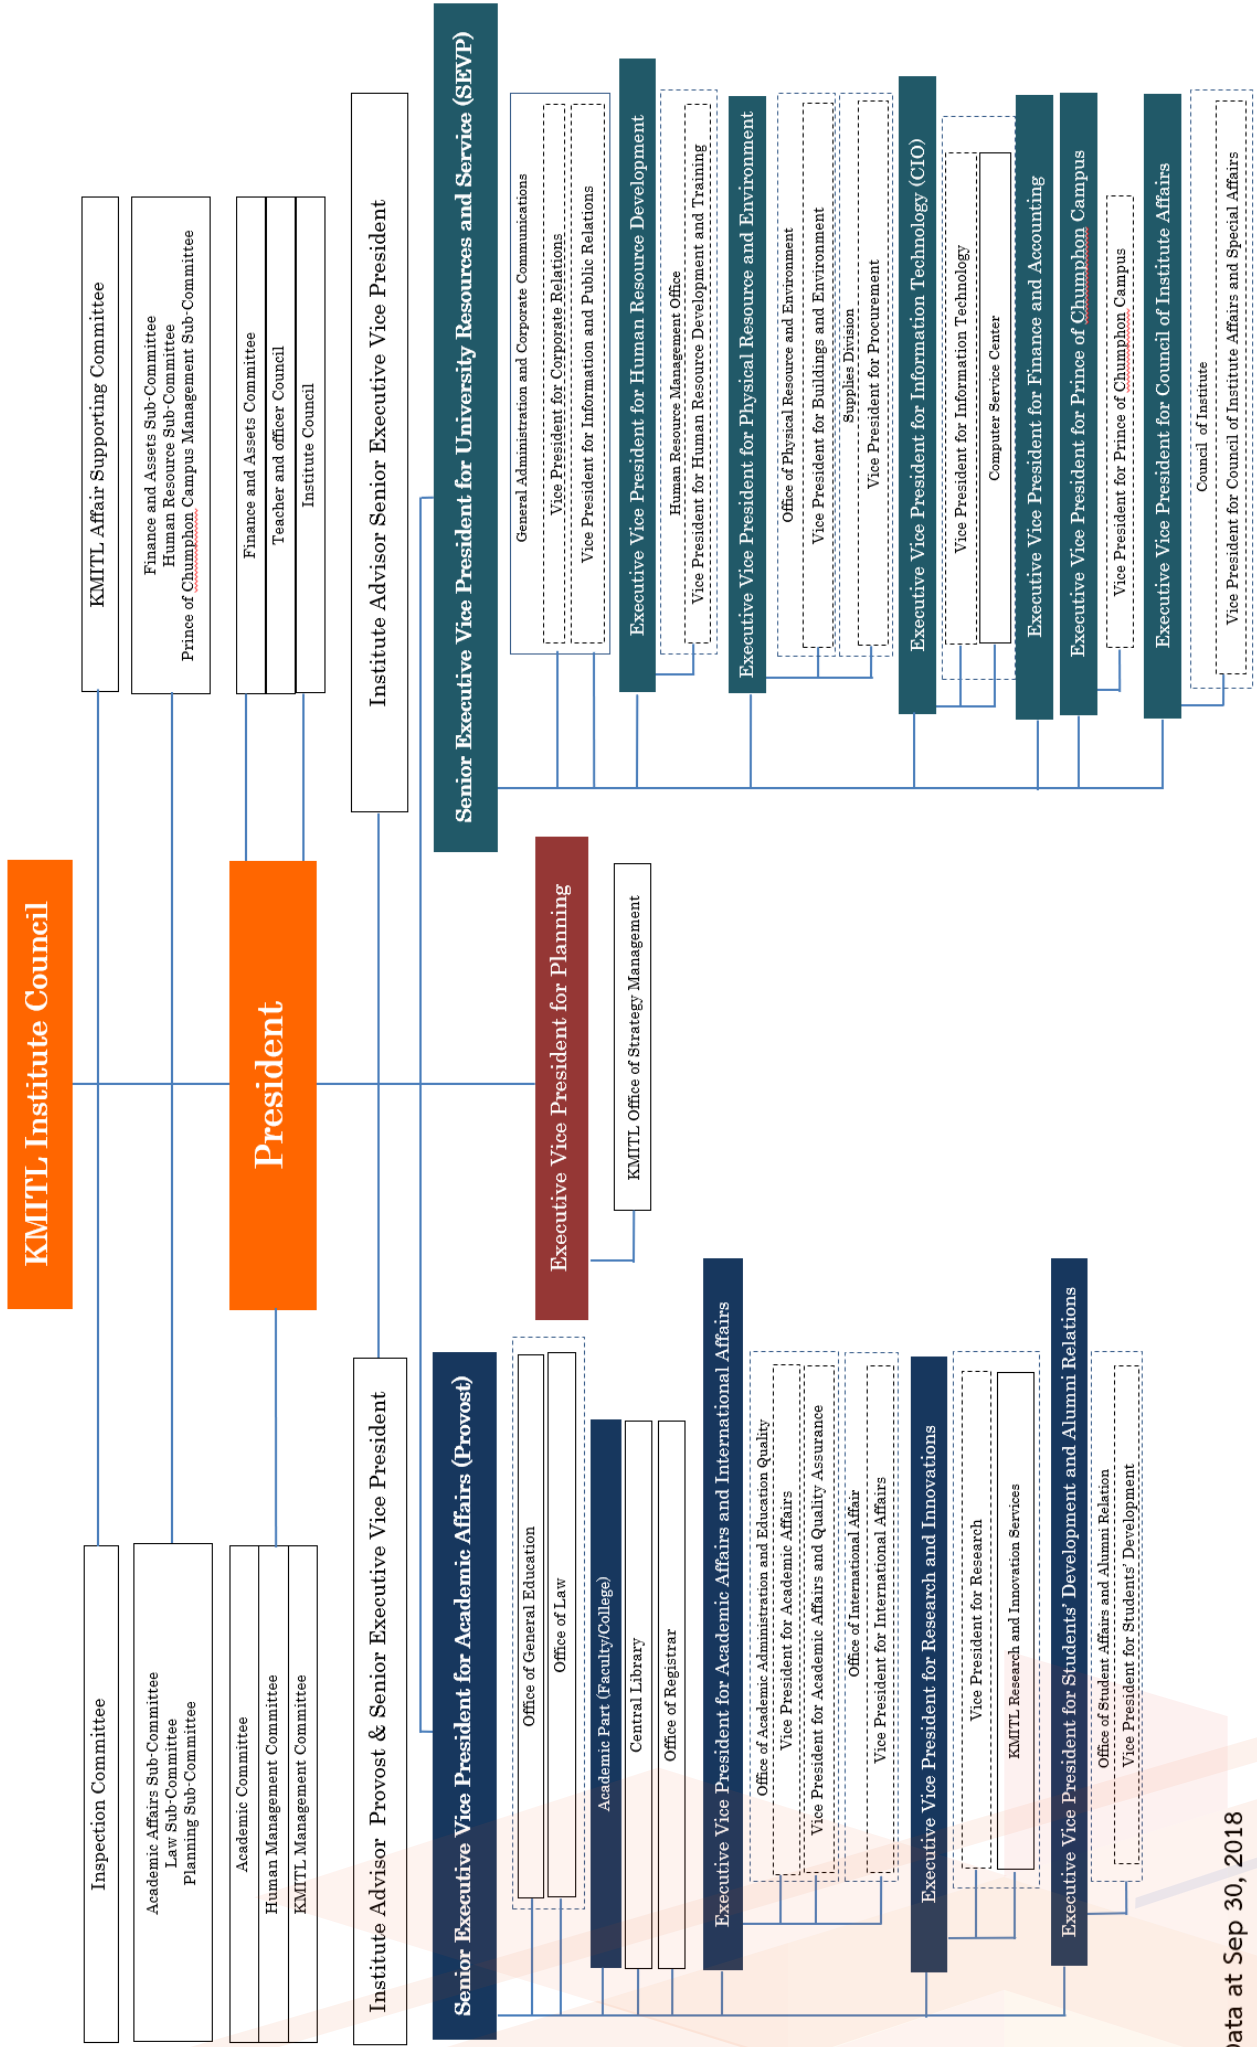 KMITL Institute Council
Inspection Committee
KMITL Affair Supporting Committee
Academic Affairs Sub-Committee
Law Sub-Committee
Planning Sub-Committee
Finance and Assets Sub-Committee
Human Resource Sub-Committee
Prince of Chumphon Campus Management Sub-Committee
President
Academic Committee
Human Management Committee
KMITL Management Committee
Finance and Assets Committee
Teacher and officer Council
Institute Council
Institute Advisor Provost & Senior Executive Vice President
Institute Advisor Senior Executive Vice President
Senior Executive Vice President for Academic Affairs (Provost)
Office of General Education
Office of Law
Academic Part (Faculty/College)
Central Library
Office of Registrar
Executive Vice President for Academic Affairs and International Affairs
Office of Academic Administration and Education Quality
Vice President for Academic Affairs
Vice President for Academic Affairs and Quality Assurance
Office of International Affair
Vice President for International Affairs
Executive Vice President for Research and Innovations
Vice President for Research
KMITL Research and Innovation Services
Executive Vice President for Students' Development and Alumni Relations
Office of Student Affairs and Alumni Relation
Vice President for Students' Development
Executive Vice President for Planning
KMITL Office of Strategy Management
Senior Executive Vice President for University Resources and Service (SEVP)
General Administration and Corporate Communications
Vice President for Corporate Relations
Vice President for Information and Public Relations
Executive Vice President for Human Resource Development
Human Resource Management Office
Vice President for Human Resource Development and Training
Executive Vice President for Physical Resource and Environment
Office of Physical Resource and Environment
Vice President for Buildings and Environment
Supplies Division
Vice President for Procurement
Executive Vice President for Information Technology (CIO)
Vice President for Information Technology
Computer Service Center
Executive Vice President for Finance and Accounting
Executive Vice President for Prince of Chumphon Campus
Vice President for Prince of Chumphon Campus
Executive Vice President for Council of Institute Affairs
Council of Institute
Vice President for Council of Institute Affairs and Special Affairs
Data at Sep 30, 2018